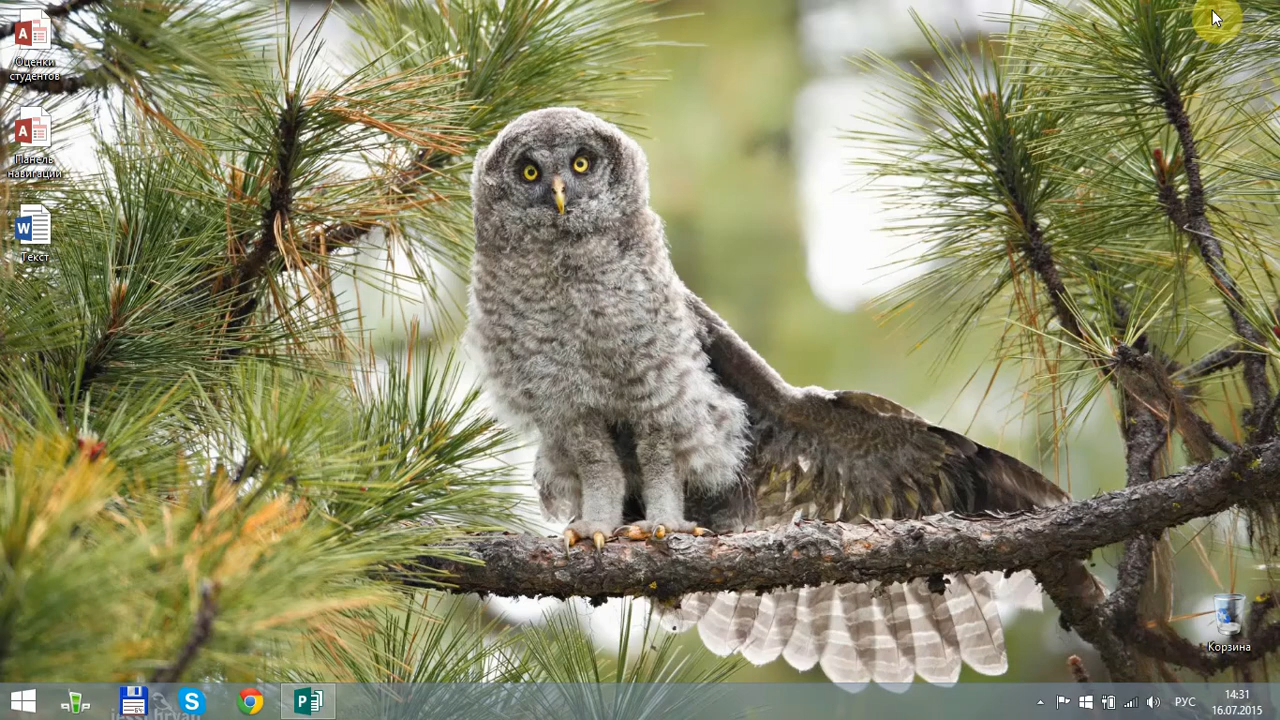 Оценки
студентов
Панель
навигации
Текст
Корзина
РУС
14:31
16.07.2015